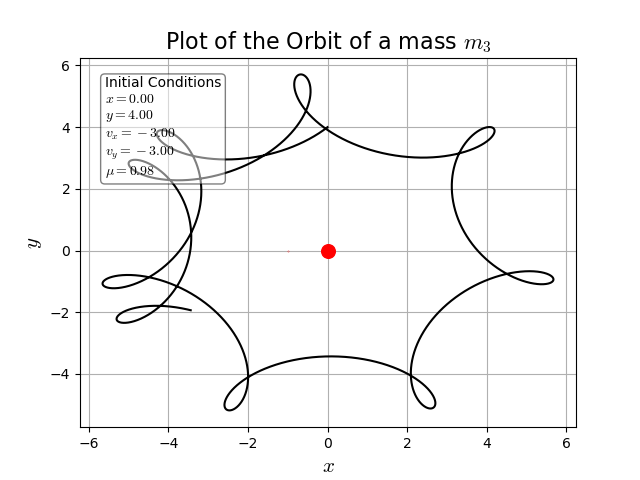 Plot of the Orbit of a mass m₃
Initial Conditions
x = 0.00
y = 4.00
vₓ = −3.00
v_y = −3.00
μ = 0.98
6
4
2
0
−2
−4
y
−6 −4 −2 0 2 4 6
x